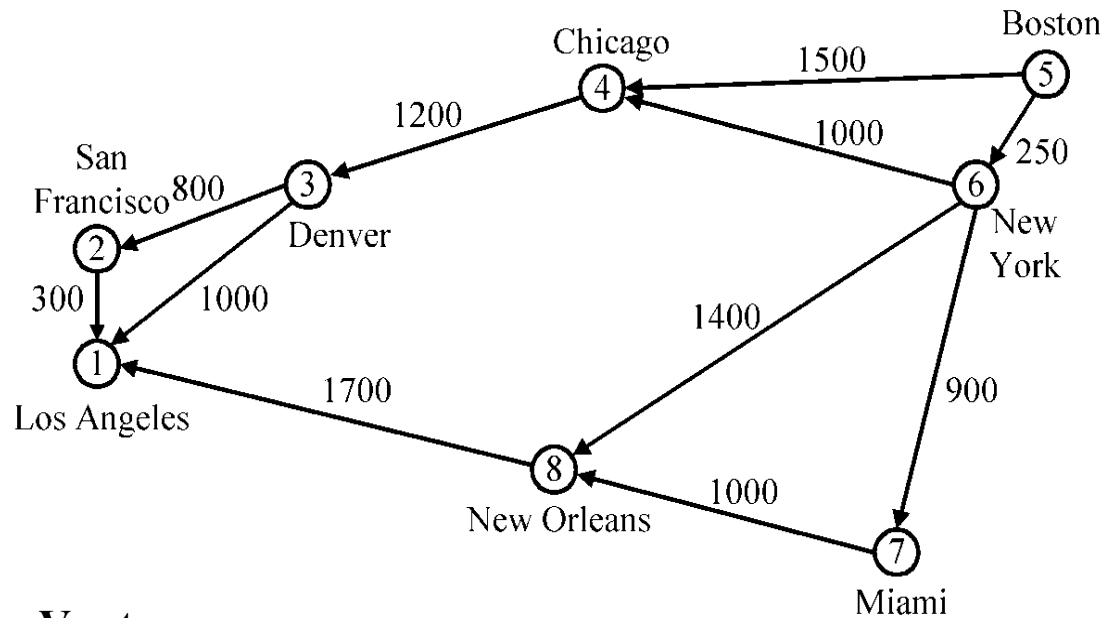 Boston
Chicago
1500
5
4
1200
1000
250
San
Francisco
800
3
6
Denver
New
York
2
300
1000
1400
1
1700
900
Los Angeles
8
1000
New Orleans
7
Miami